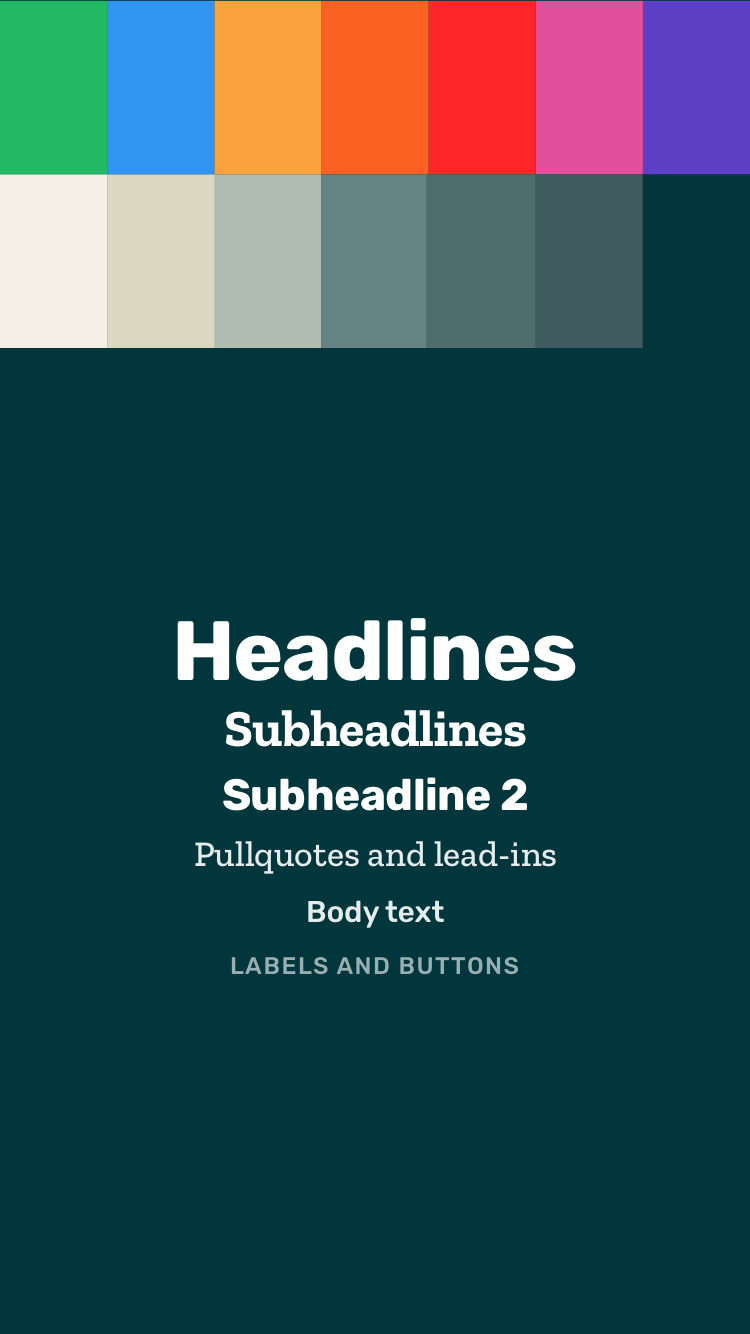 Headlines
Subheadlines
Subheadline 2
Pullquotes and lead-ins
Body text
LABELS AND BUTTONS